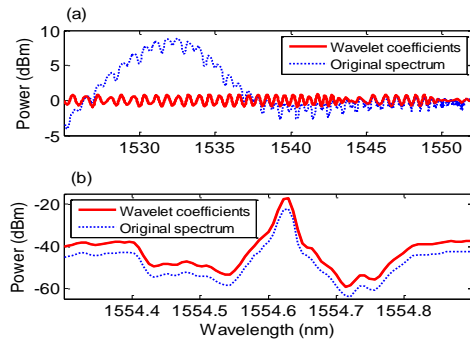 (a)
Power (dBm)
10
5
0
-5
Wavelet coefficients
Original spectrum
1530 1535 1540 1545 1550
(b)
Power (dBm)
-20
-40
-60
Wavelet coefficients
Original spectrum
1554.4 1554.5 1554.6 1554.7 1554.8
Wavelength (nm)